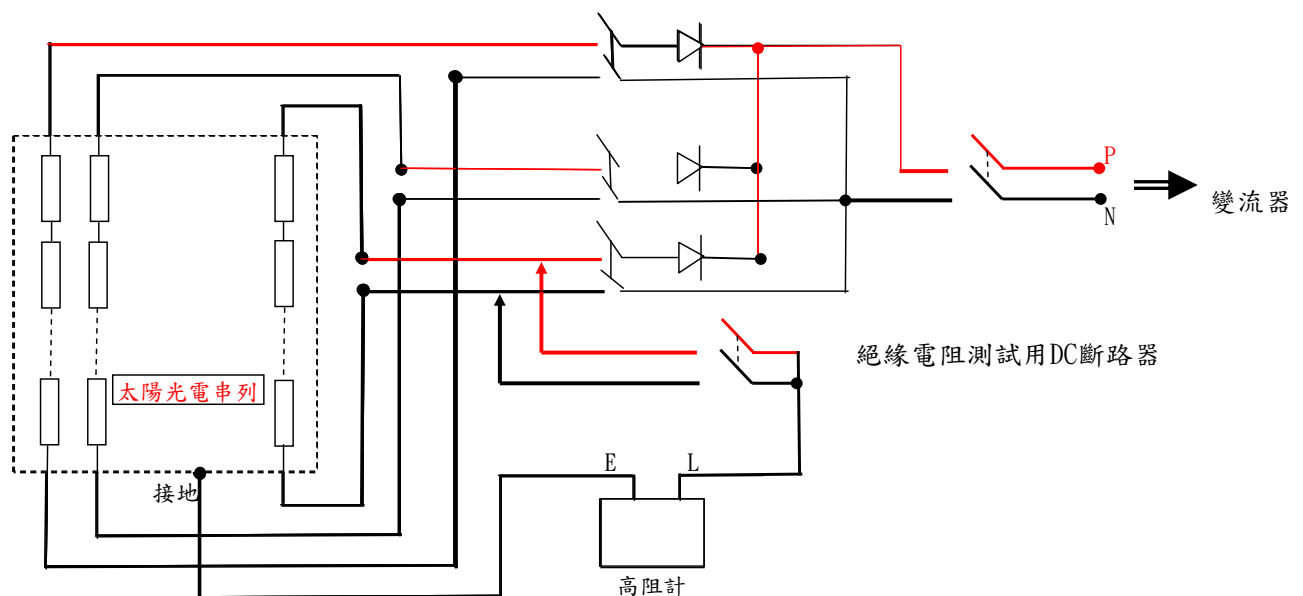 P
變流器
N
絕緣電阻測試用DC斷路器
太陽光電串列
E
L
接地
高阻計